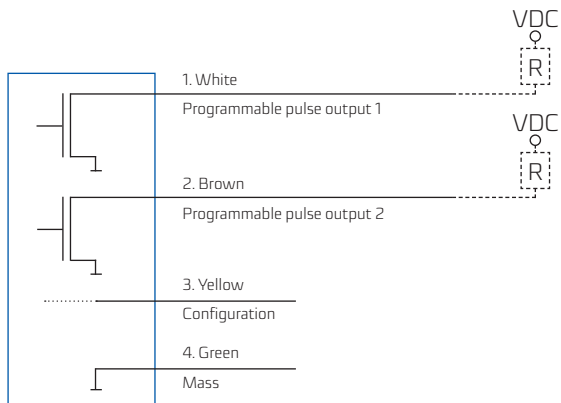 VDC
R
1. White
Programmable pulse output 1
VDC
R
2. Brown
Programmable pulse output 2
3. Yellow
Configuration
4. Green
Mass